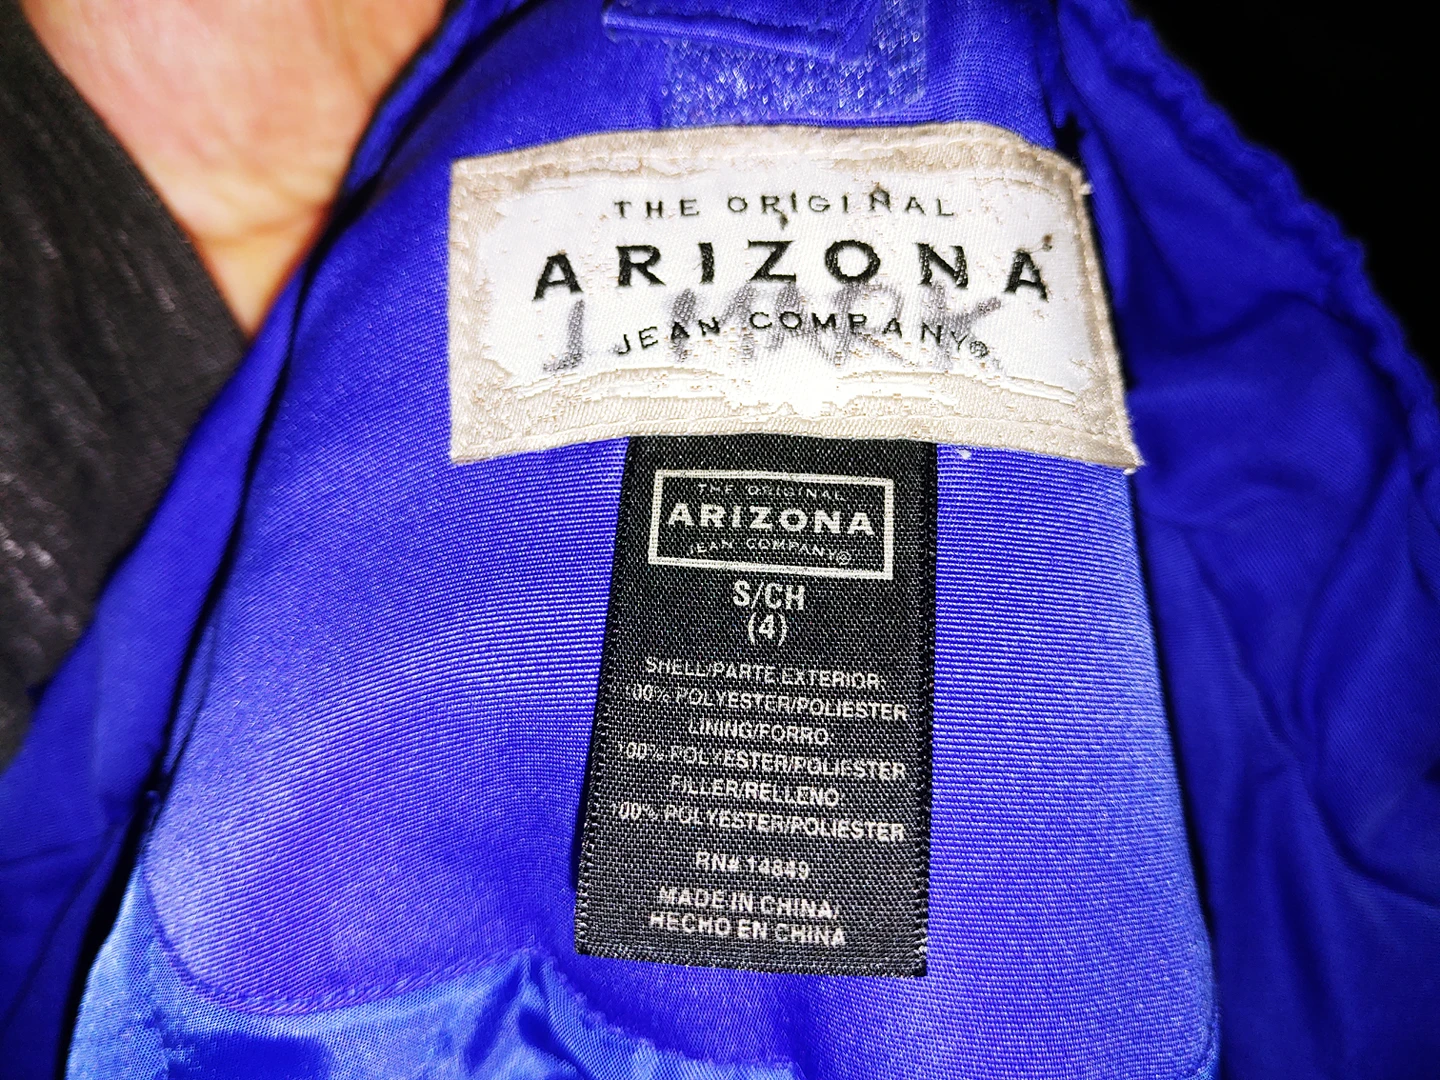 THE ORIGINAL
ARIZONA
JEAN COMPANY®
THE ORIGINAL
ARIZONA
JEAN COMPANY®
S/CH
(4)
SHELL/PARTE EXTERIOR:
100% POLYESTER/POLIESTER
LINING/FORRO
100% POLYESTER/POLIESTER
FILLER/RELLENO:
100% POLYESTER/POLIESTER
RN# 14849
MADE IN CHINA/
HECHO EN CHINA